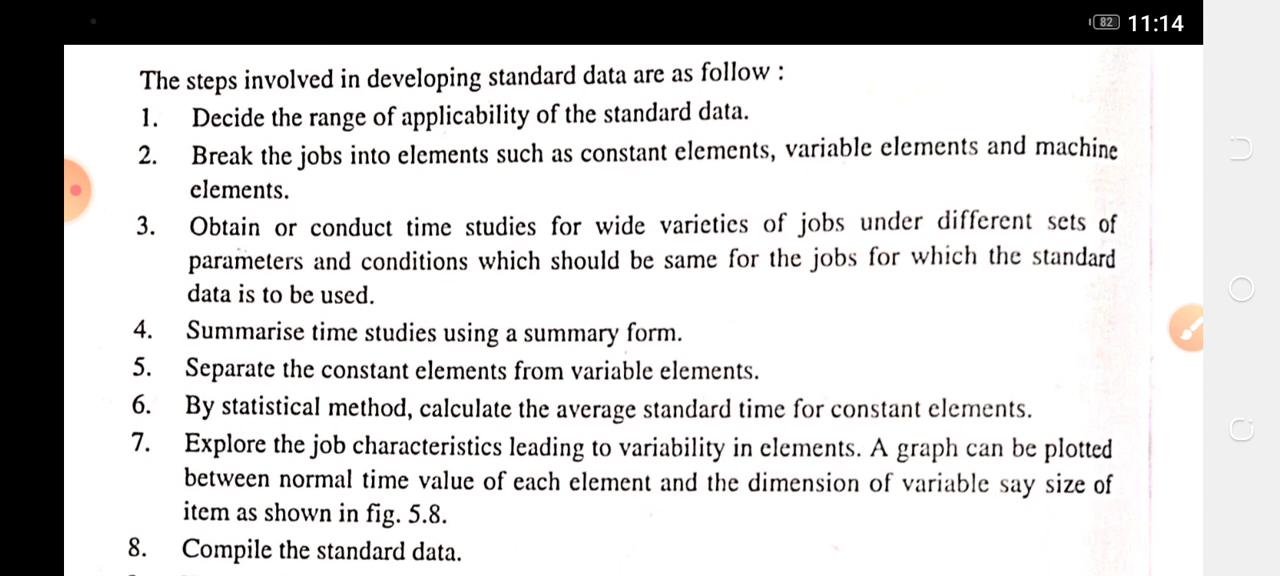 82 11:14
The steps involved in developing standard data are as follow :
1. Decide the range of applicability of the standard data.
2. Break the jobs into elements such as constant elements, variable elements and machine
elements.
3. Obtain or conduct time studies for wide varieties of jobs under different sets of
parameters and conditions which should be same for the jobs for which the standard
data is to be used.
4. Summarise time studies using a summary form.
5. Separate the constant elements from variable elements.
6. By statistical method, calculate the average standard time for constant elements.
7. Explore the job characteristics leading to variability in elements. A graph can be plotted
between normal time value of each element and the dimension of variable say size of
item as shown in fig. 5.8.
8. Compile the standard data.